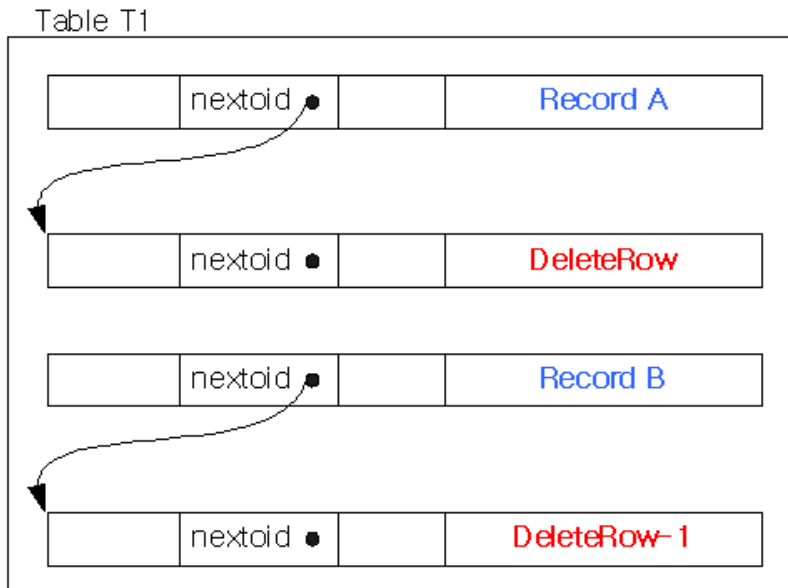 Table T1
nextoid Record A
nextoid DeleteRow
nextoid Record B
nextoid DeleteRow-1